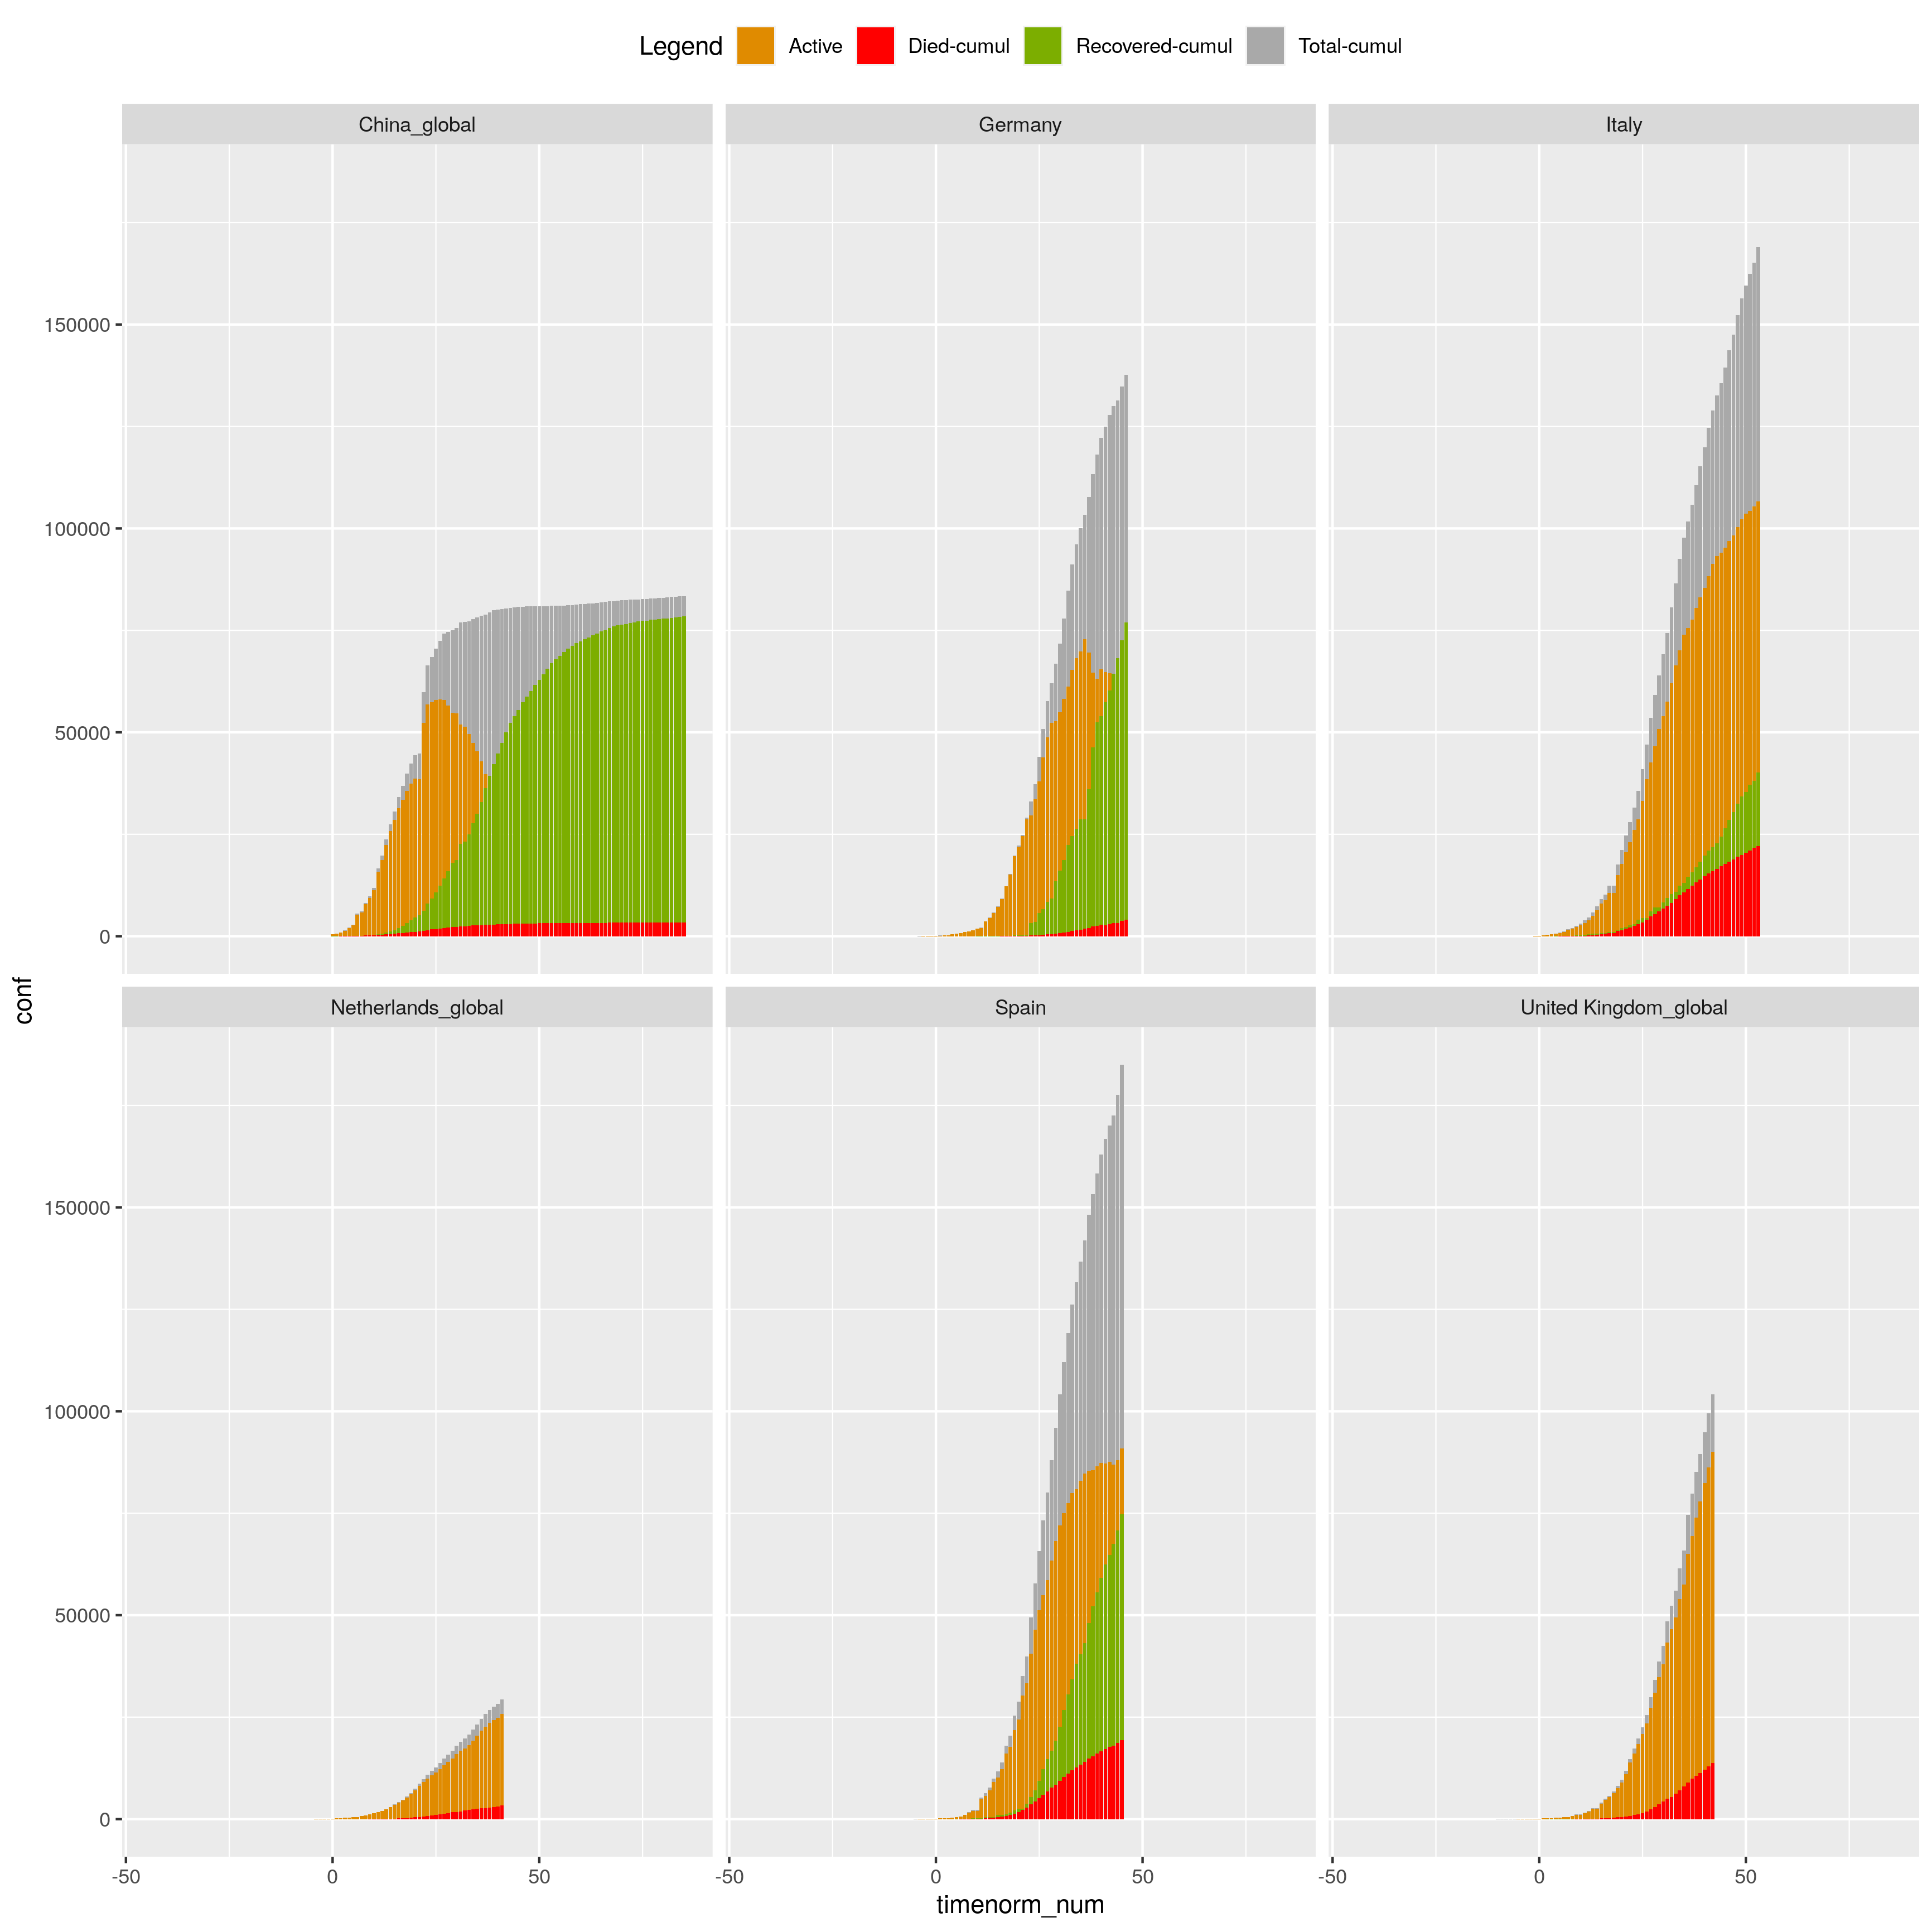 Legend Active Died-cumul Recovered-cumul Total-cumul
China_global Germany Italy
150000
100000
50000
0
conf
Netherlands_global Spain United Kingdom_global
150000
100000
50000
0
-50 0 50 -50 0 50 -50 0 50
timenorm_num